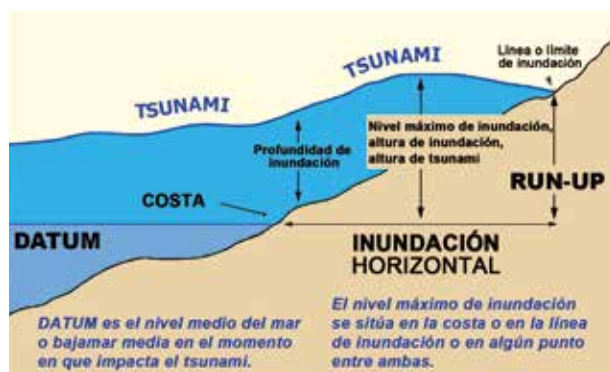 TSUNAMI
TSUNAMI
Línea o límite
de inundación
Profundidad de
inundación
Nivel máximo de inundación,
altura de inundación,
altura de tsunami
RUN-UP
COSTA
DATUM
INUNDACIÓN
HORIZONTAL
DATUM es el nivel medio del mar
o bajamar media en el momento
en que impacta el tsunami.
El nivel máximo de inundación
se sitúa en la costa o en la línea
de inundación o en algún punto
entre ambas.